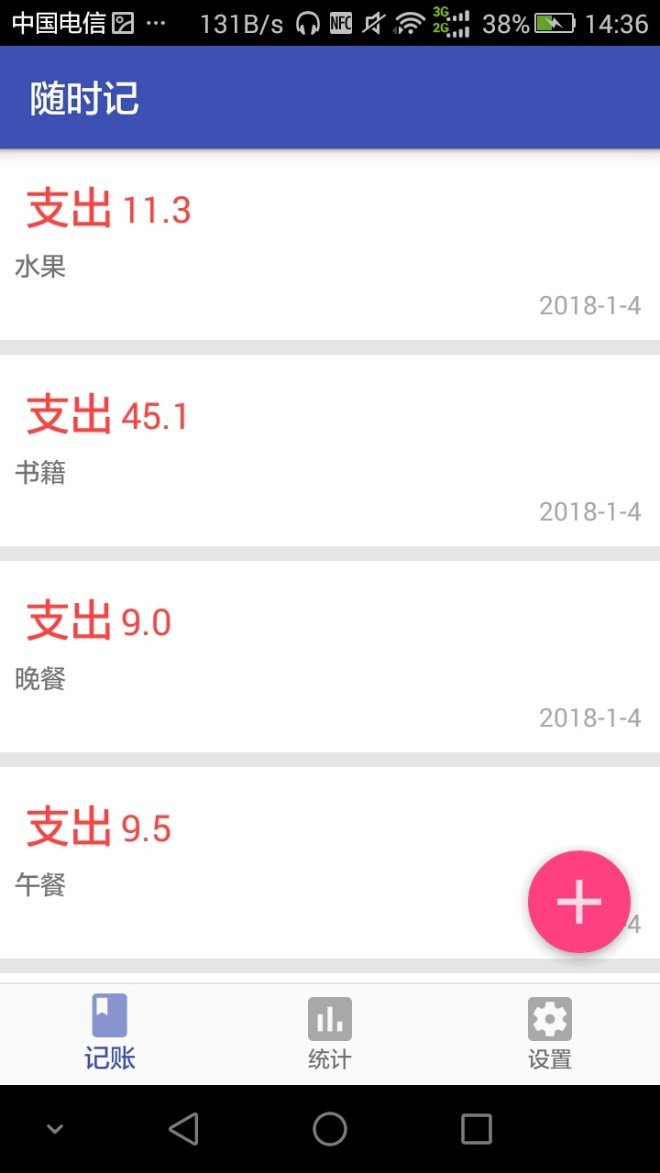 中国电信 ... 131B/s NFC 3G 2G 38% 14:36
随时记
支出 11.3
水果
2018-1-4
支出 45.1
书籍
2018-1-4
支出 9.0
晚餐
2018-1-4
支出 9.5
午餐
-4
记账 统计 设置